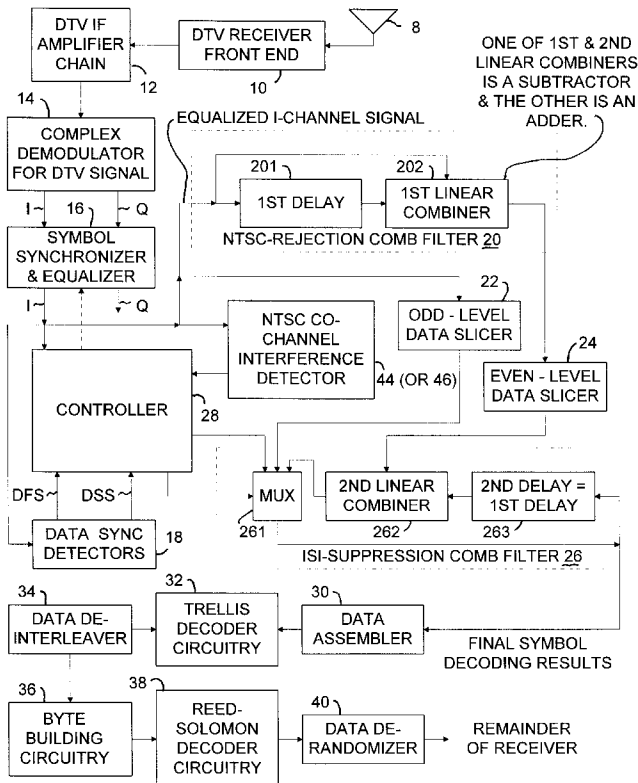 DTV IF
AMPLIFIER
CHAIN
12
DTV RECEIVER
FRONT END
10
8
ONE OF 1ST & 2ND
LINEAR COMBINERS
IS A SUBTRACTOR
& THE OTHER IS AN
ADDER.
14
COMPLEX
DEMODULATOR
FOR DTV SIGNAL
EQUALIZED I-CHANNEL SIGNAL
201
1ST DELAY
202
1ST LINEAR
COMBINER
NTSC-REJECTION COMB FILTER 20
I
16
Q
SYMBOL
SYNCHRONIZER
& EQUALIZER
I
Q
22
ODD - LEVEL
DATA SLICER
NTSC CO-
CHANNEL
INTERFERENCE
DETECTOR
44 (OR 46)
24
EVEN - LEVEL
DATA SLICER
CONTROLLER
28
DFS
DSS
MUX
261
2ND LINEAR
COMBINER
262
2ND DELAY =
1ST DELAY
263
DATA SYNC
DETECTORS
18
ISI-SUPPRESSION COMB FILTER 26
34
DATA DE-
INTERLEAVER
32
TRELLIS
DECODER
CIRCUITRY
30
DATA
ASSEMBLER
FINAL SYMBOL
DECODING RESULTS
36
BYTE
BUILDING
CIRCUITRY
38
REED-
SOLOMON
DECODER
CIRCUITRY
40
DATA DE-
RANDOMIZER
REMAINDER
OF RECEIVER